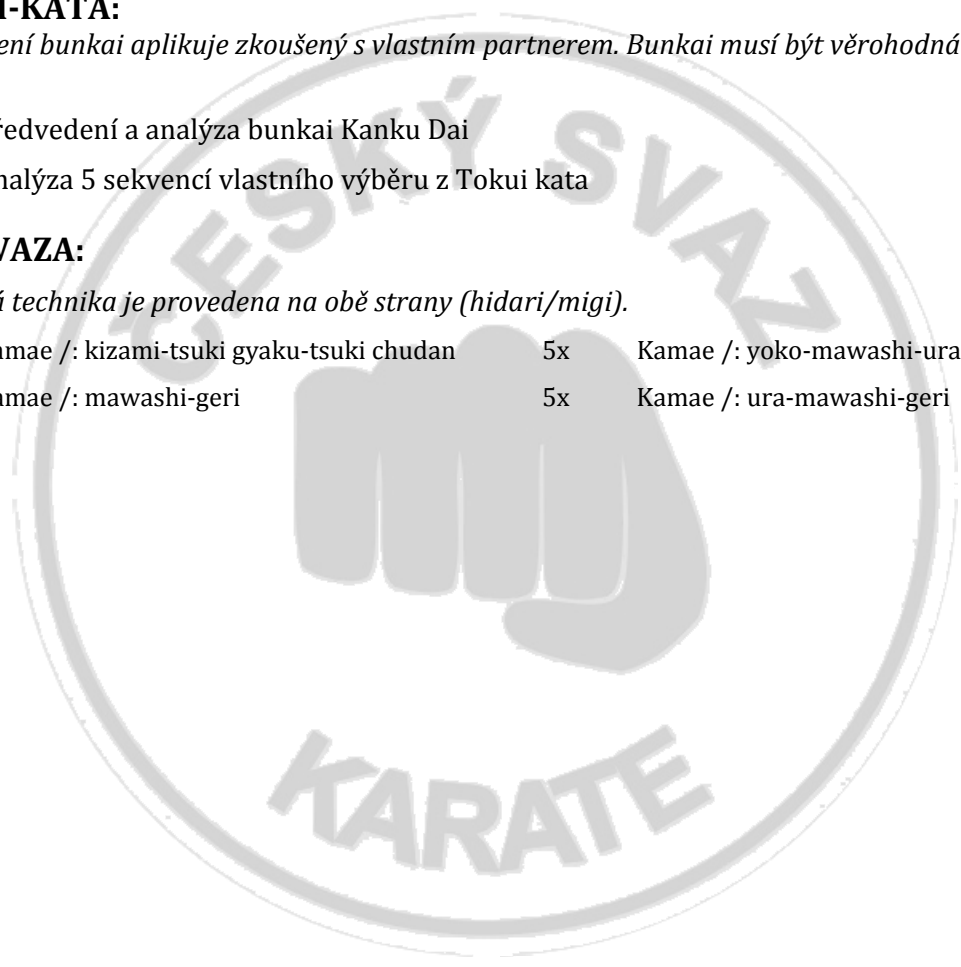 I-KATA:
ení bunkai aplikuje zkoušený s vlastním partnerem. Bunkai musí být věrohodná
ředvedení a analýza bunkai Kanku Dai
nalýza 5 sekvencí vlastního výběru z Tokui kata
VAZA:
á technika je provedena na obě strany (hidari/migi).
amae /: kizami-tsuki gyaku-tsuki chudan 5x Kamae /: yoko-mawashi-ura
amae /: mawashi-geri 5x Kamae /: ura-mawashi-geri
ČESKÝ SVAZ
KARATE